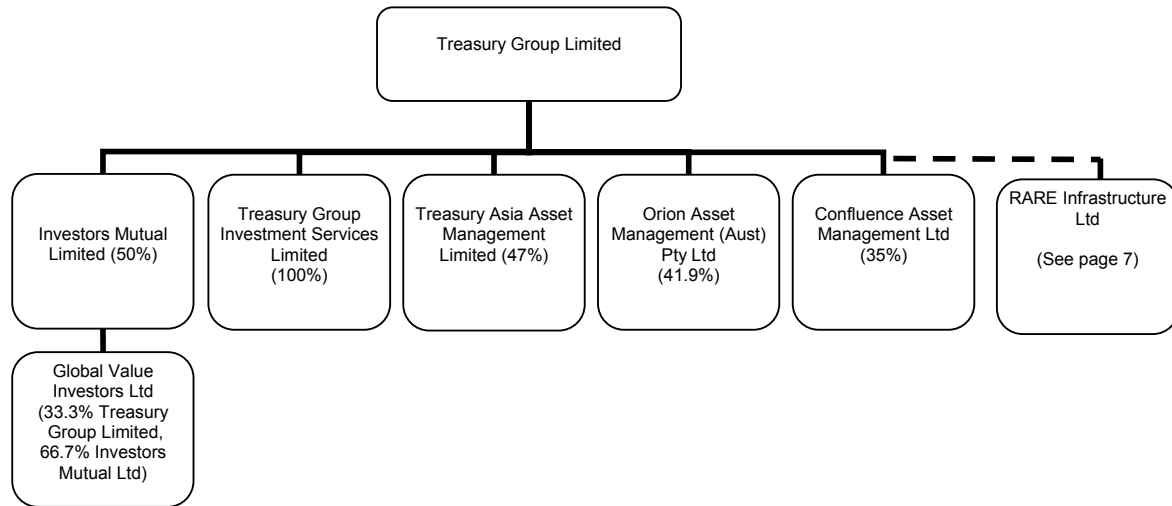 Treasury Group Limited
Investors Mutual
Limited (50%)
Treasury Group
Investment Services
Limited
(100%)
Treasury Asia Asset
Management
Limited (47%)
Orion Asset
Management (Aust)
Pty Ltd
(41.9%)
Confluence Asset
Management Ltd
(35%)
RARE Infrastructure
Ltd
(See page 7)
Global Value
Investors Ltd
(33.3% Treasury
Group Limited,
66.7% Investors
Mutual Ltd)